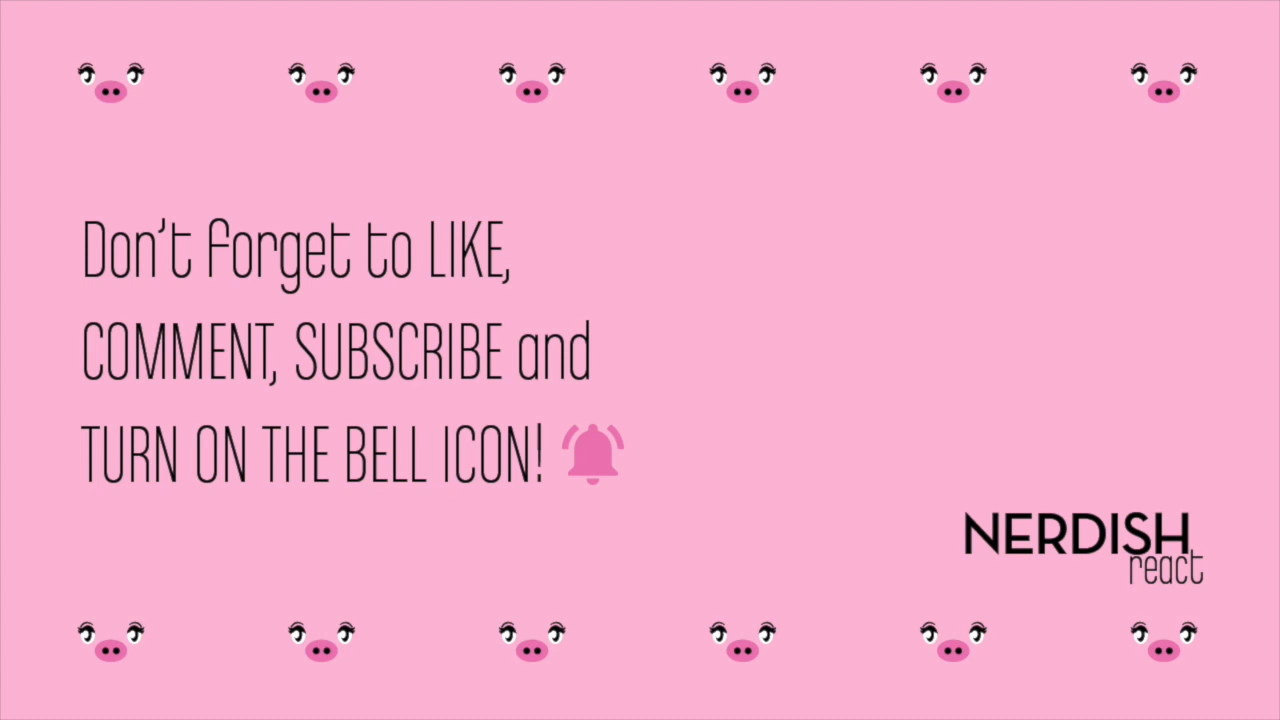 Don't forget to LIKE,
COMMENT, SUBSCRIBE and
TURN ON THE BELL ICON!
NERDISH
react